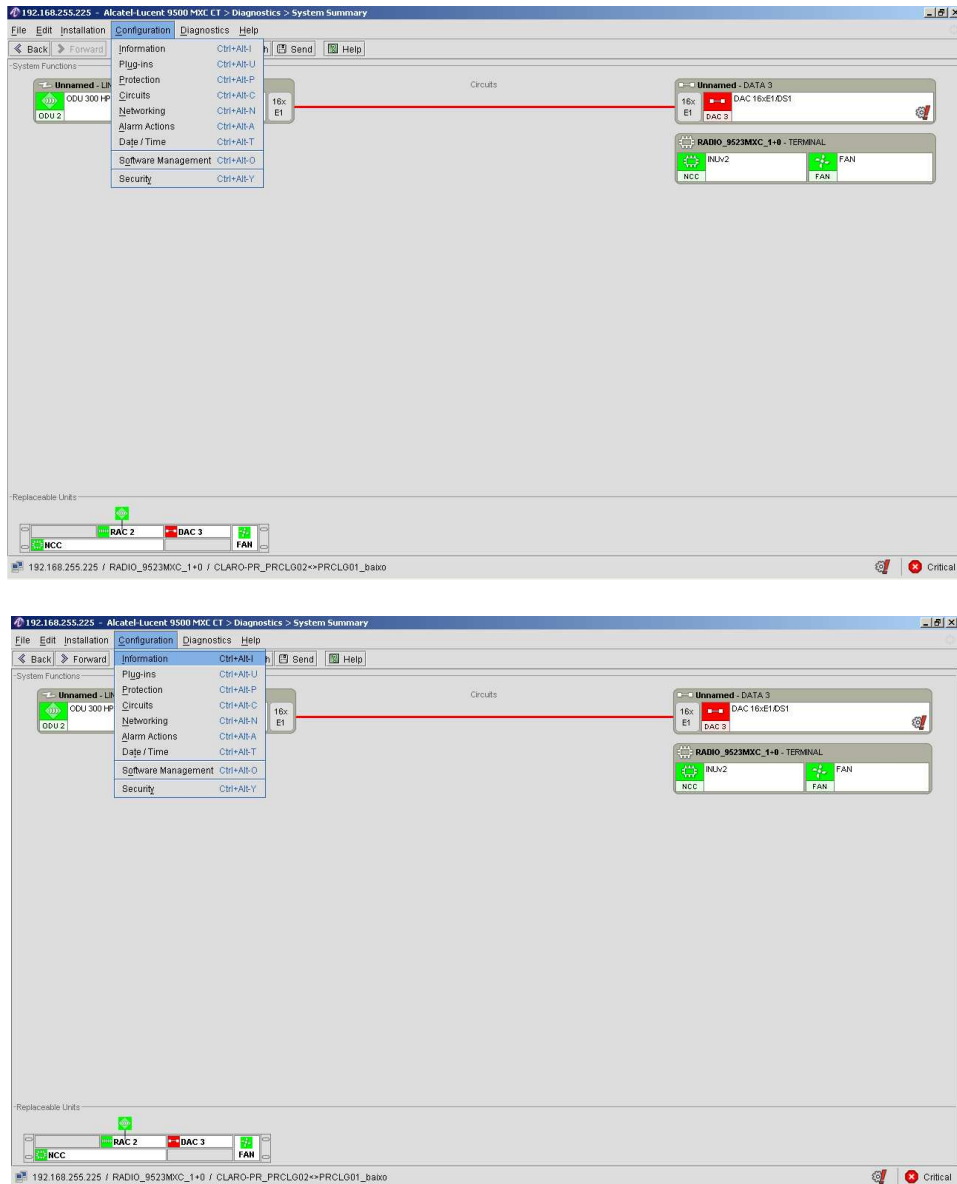 192.168.255.225 - Alcatel-Lucent 9500 MXC CT > Diagnostics > System Summary
File Edit Installation Configuration Diagnostics Help
Back Forward h Send Help
Information Ctrl+Alt-I
Plug-ins Ctrl+Alt-U
Protection Ctrl+Alt-P
Circuits Ctrl+Alt-C
Networking Ctrl+Alt-N
Alarm Actions Ctrl+Alt-A
Date / Time Ctrl+Alt-T
Software Management Ctrl+Alt-O
Security Ctrl+Alt-Y
System Functions
Unnamed - LIN
ODU 300 HP
ODU 2
16x
E1
Circuits
Unnamed - DATA 3
16x
E1
DAC 16xE1/DS1
DAC 3
RADIO_9523MXC_1+0 - TERMINAL
INUv2
NCC
FAN
FAN
Replaceable Units
RAC 2 DAC 3
NCC FAN
192.168.255.225 / RADIO_9523MXC_1+0 / CLARO-PR_PRCLG02<>PRCLG01_baixo
Critical
192.168.255.225 - Alcatel-Lucent 9500 MXC CT > Diagnostics > System Summary
File Edit Installation Configuration Diagnostics Help
Back Forward h Send Help
Information Ctrl+Alt-I
Plug-ins Ctrl+Alt-U
Protection Ctrl+Alt-P
Circuits Ctrl+Alt-C
Networking Ctrl+Alt-N
Alarm Actions Ctrl+Alt-A
Date / Time Ctrl+Alt-T
Software Management Ctrl+Alt-O
Security Ctrl+Alt-Y
System Functions
Unnamed - LIN
ODU 300 HP
ODU 2
16x
E1
Circuits
Unnamed - DATA 3
16x
E1
DAC 16xE1/DS1
DAC 3
RADIO_9523MXC_1+0 - TERMINAL
INUv2
NCC
FAN
FAN
Replaceable Units
RAC 2 DAC 3
NCC FAN
192.168.255.225 / RADIO_9523MXC_1+0 / CLARO-PR_PRCLG02<>PRCLG01_baixo
Critical